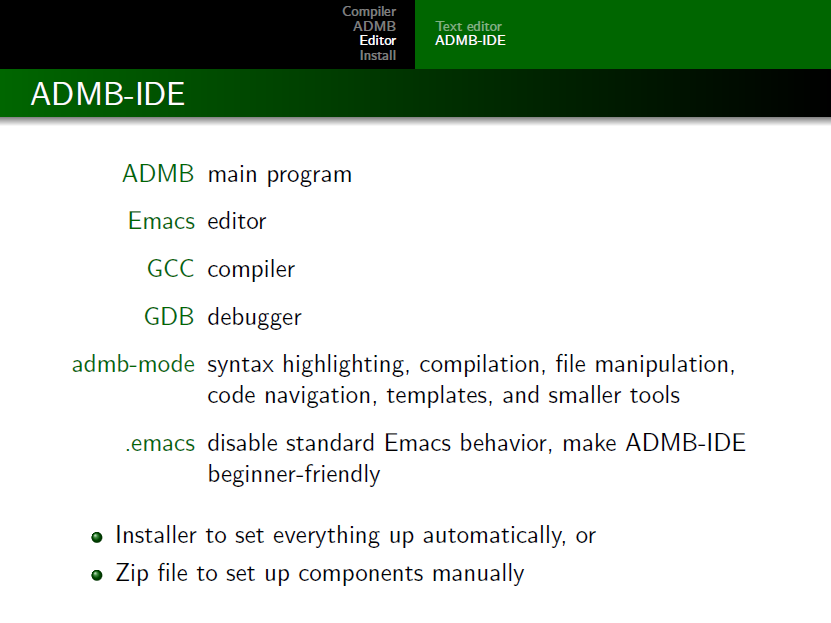 Compiler
ADMB
Editor
Install
Text editor
ADMB-IDE
ADMB-IDE
ADMB main program
Emacs editor
GCC compiler
GDB debugger
admb-mode syntax highlighting, compilation, file manipulation,
code navigation, templates, and smaller tools
.emacs disable standard Emacs behavior, make ADMB-IDE
beginner-friendly
Installer to set everything up automatically, or
Zip file to set up components manually